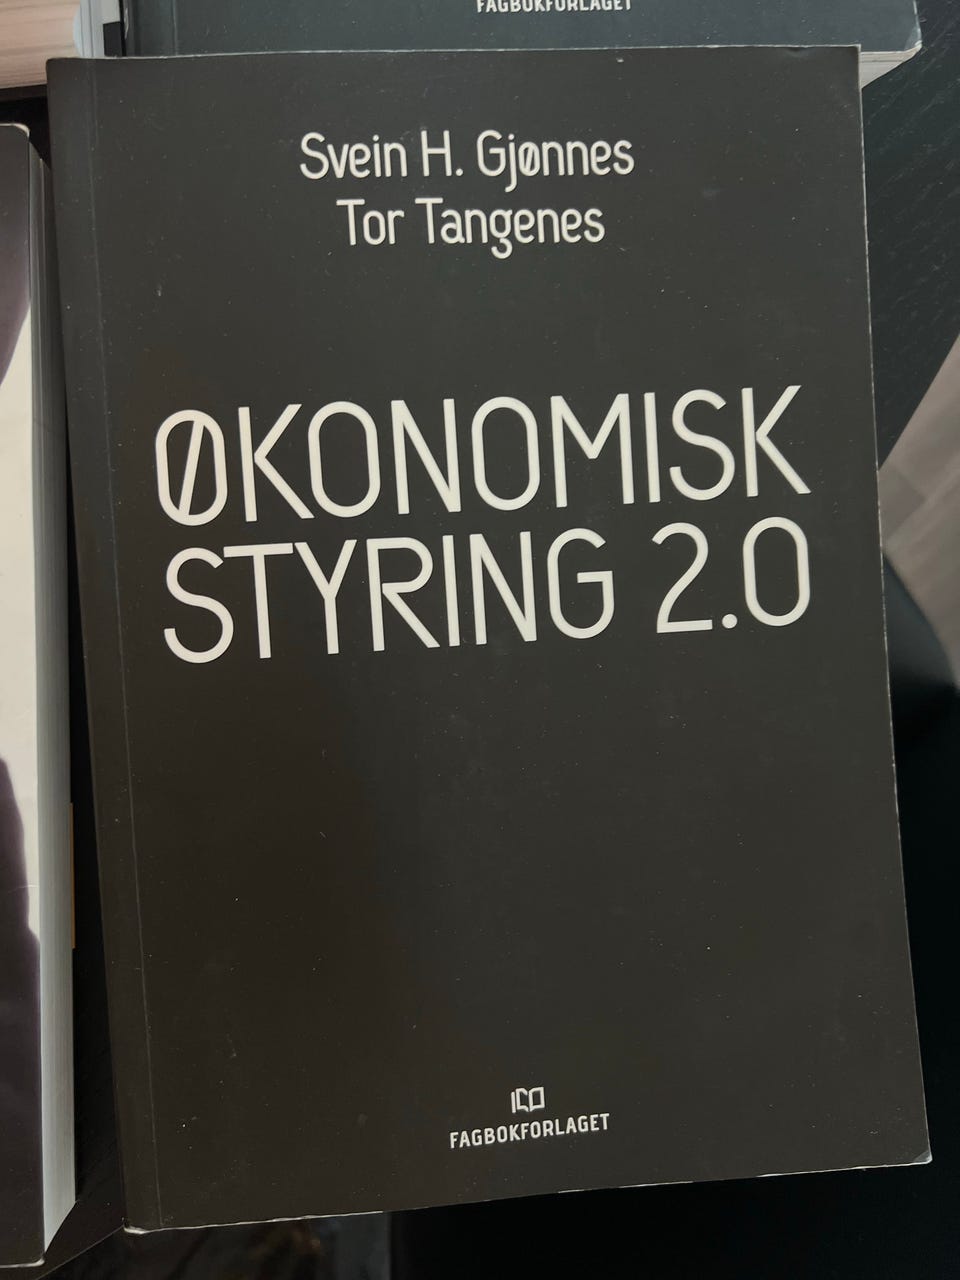 FAGBOKFORLAGET
Svein H. Gjønnes
Tor Tangenes
ØKONOMISK
STYRING 2.0
FAGBOKFORLAGET